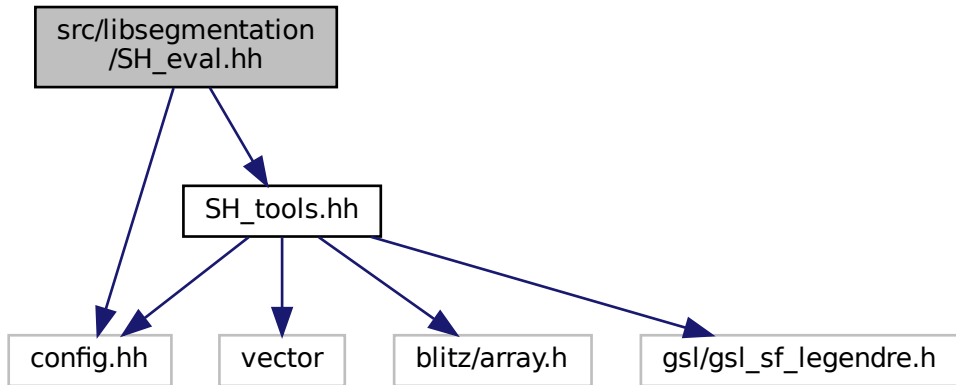 src/libsegmentation
/SH_eval.hh
SH_tools.hh
config.hh
vector
blitz/array.h
gsl/gsl_sf_legendre.h